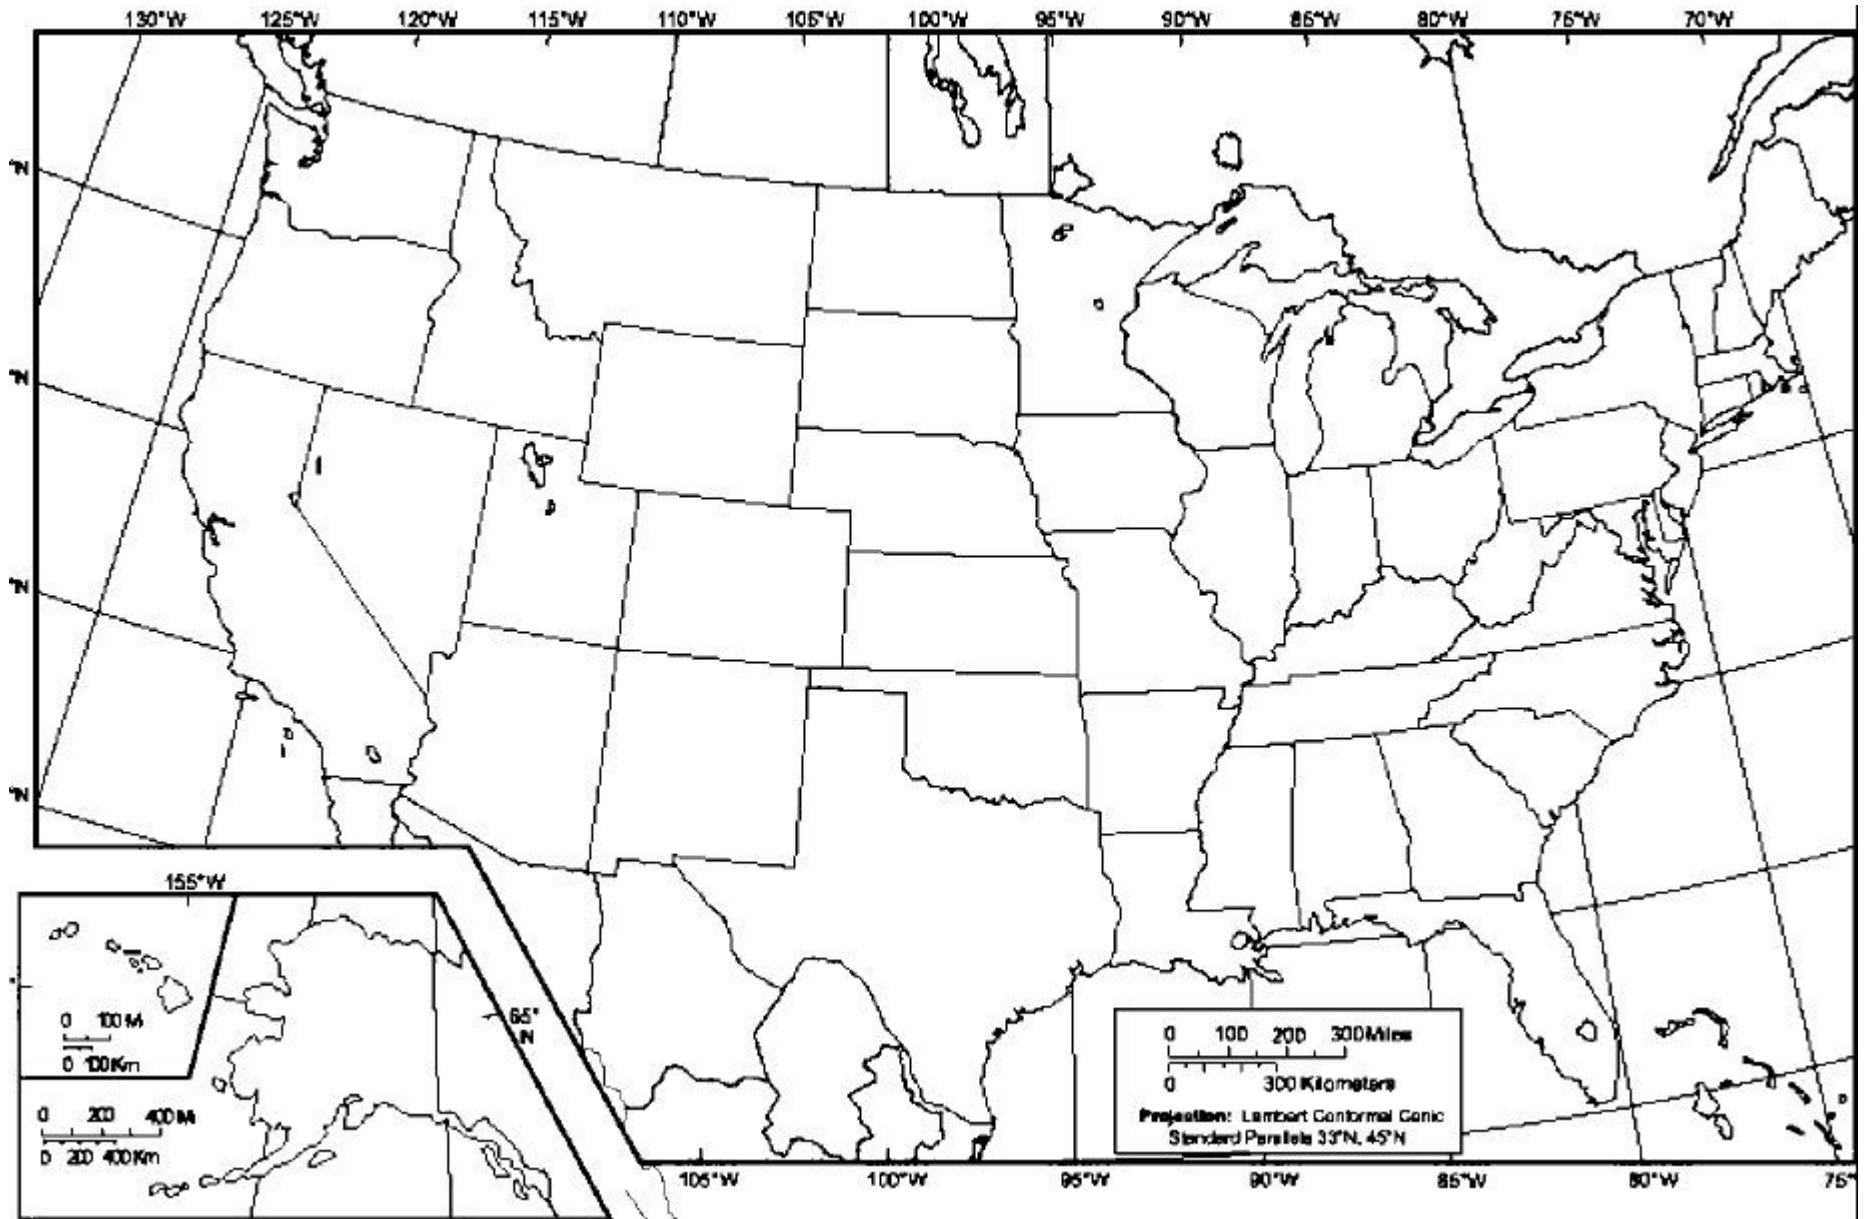 130°W 125°W 120°W 115°W 110°W 105°W 100°W 95°W 90°W 85°W 80°W 75°W 70°W
°N
°N
°N
°N
155°W
65°
N
0 100 Mi
0 100 Km
0 200 400 Mi
0 200 400 Km
0 100 200 300 Miles
0 300 Kilometers
Projection: Lambert Conformal Conic
Standard Parallels 33°N, 45°N
105°W 100°W 95°W 90°W 85°W 80°W 75°